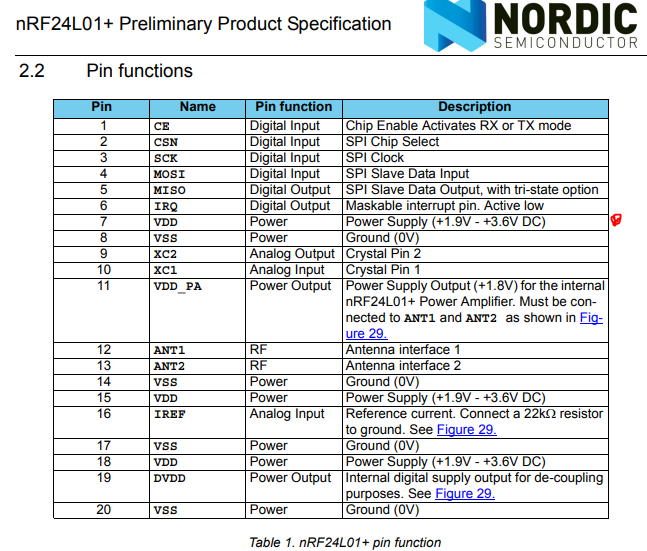 nRF24L01+ Preliminary Product Specification
NORDIC
SEMICONDUCTOR
2.2 Pin functions
Pin Name Pin function Description
1 CE Digital Input Chip Enable Activates RX or TX mode
2 CSN Digital Input SPI Chip Select
3 SCK Digital Input SPI Clock
4 MOSI Digital Input SPI Slave Data Input
5 MISO Digital Output SPI Slave Data Output, with tri-state option
6 IRQ Digital Output Maskable interrupt pin. Active low
7 VDD Power Power Supply (+1.9V - +3.6V DC)
8 VSS Power Ground (0V)
9 XC2 Analog Output Crystal Pin 2
10 XC1 Analog Input Crystal Pin 1
11 VDD_PA Power Output Power Supply Output (+1.8V) for the internal
nRF24L01+ Power Amplifier. Must be con-
nected to ANT1 and ANT2 as shown in Fig-
ure 29.
12 ANT1 RF Antenna interface 1
13 ANT2 RF Antenna interface 2
14 VSS Power Ground (0V)
15 VDD Power Power Supply (+1.9V - +3.6V DC)
16 IREF Analog Input Reference current. Connect a 22kΩ resistor
to ground. See Figure 29.
17 VSS Power Ground (0V)
18 VDD Power Power Supply (+1.9V - +3.6V DC)
19 DVDD Power Output Internal digital supply output for de-coupling
purposes. See Figure 29.
20 VSS Power Ground (0V)
Table 1. nRF24L01+ pin function